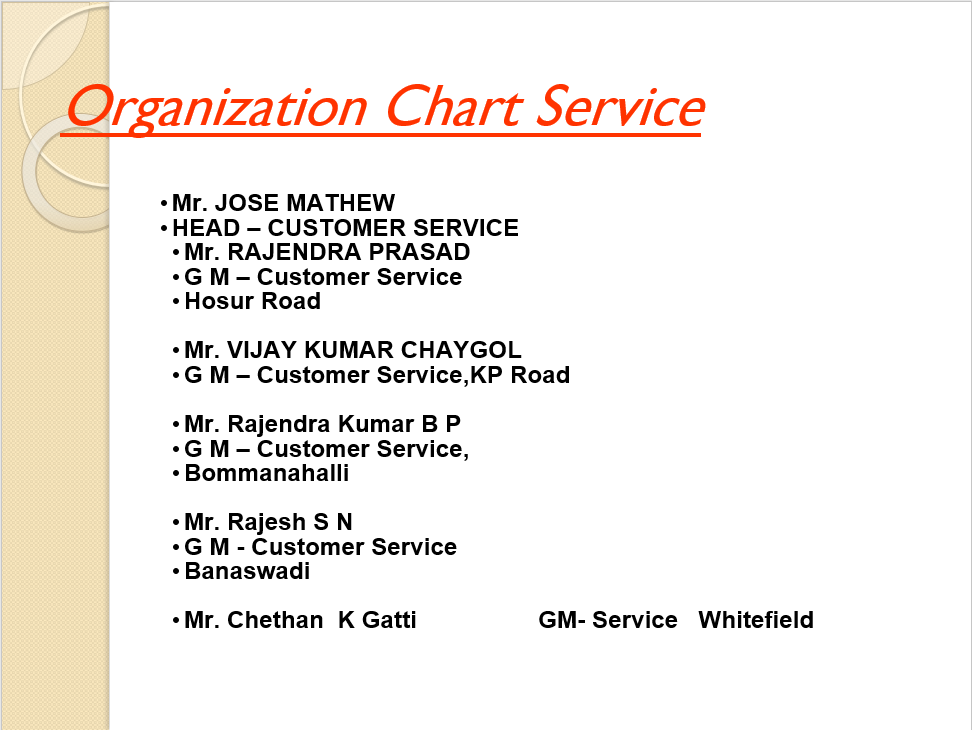 Organization Chart Service
• Mr. JOSE MATHEW
• HEAD – CUSTOMER SERVICE
• Mr. RAJENDRA PRASAD
• G M – Customer Service
• Hosur Road
• Mr. VIJAY KUMAR CHAYGOL
• G M – Customer Service,KP Road
• Mr. Rajendra Kumar B P
• G M – Customer Service,
• Bommanahalli
• Mr. Rajesh S N
• G M - Customer Service
• Banaswadi
• Mr. Chethan  K Gatti                GM- Service   Whitefield